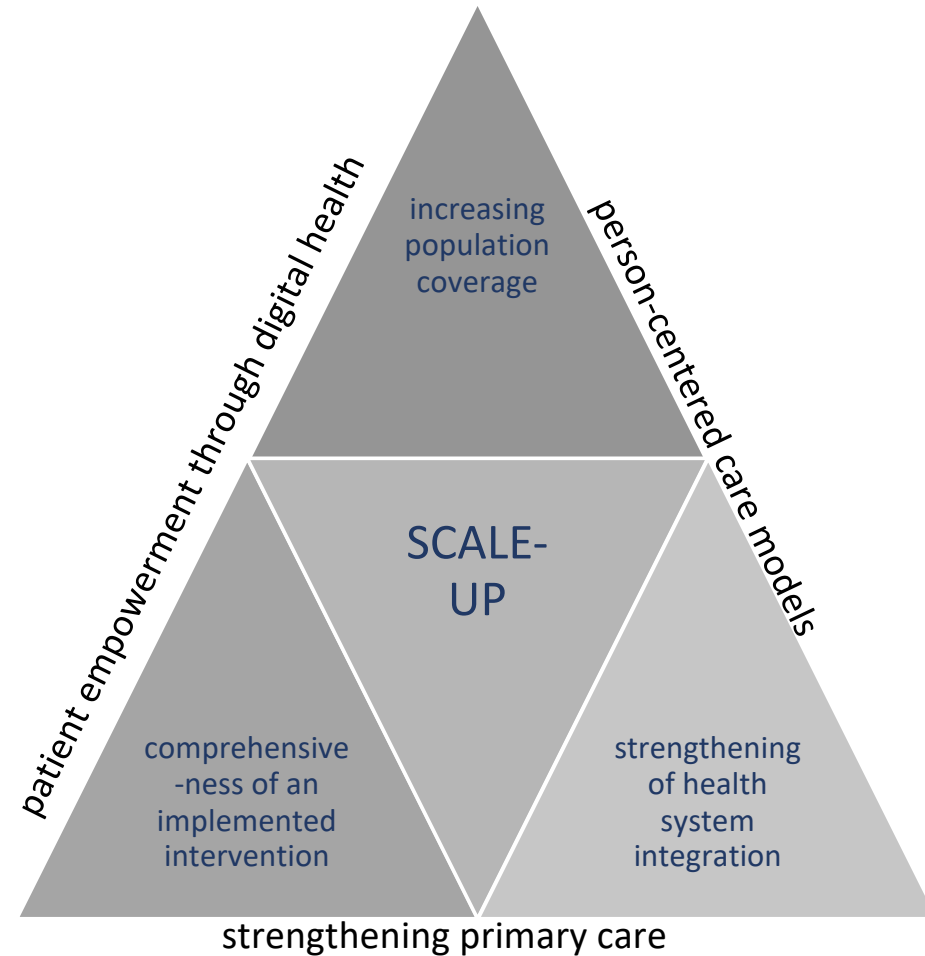 patient empowerment through digital health
person-centered care models
increasing
population
coverage
SCALE-
UP
comprehensive
-ness of an
implemented
intervention
strengthening
of health
system
integration
strengthening primary care